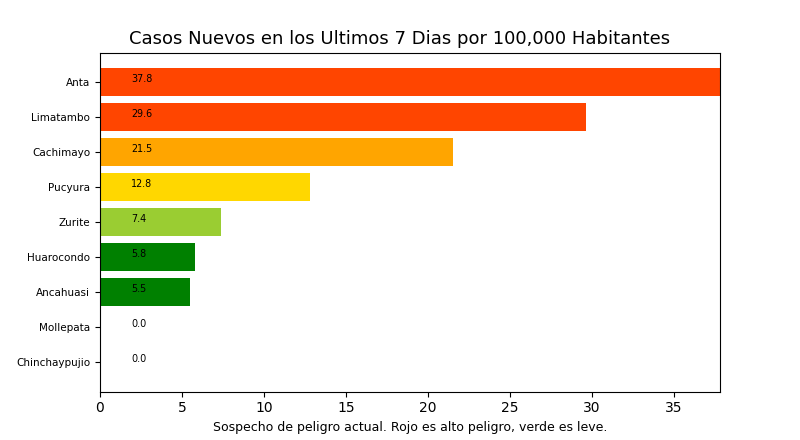 Casos Nuevos en los Ultimos 7 Dias por 100,000 Habitantes
Anta 37.8
Limatambo 29.6
Cachimayo 21.5
Pucyura 12.8
Zurite 7.4
Huarocondo 5.8
Ancahuasi 5.5
Mollepata 0.0
Chinchaypujio 0.0
0 5 10 15 20 25 30 35
Sospecho de peligro actual. Rojo es alto peligro, verde es leve.